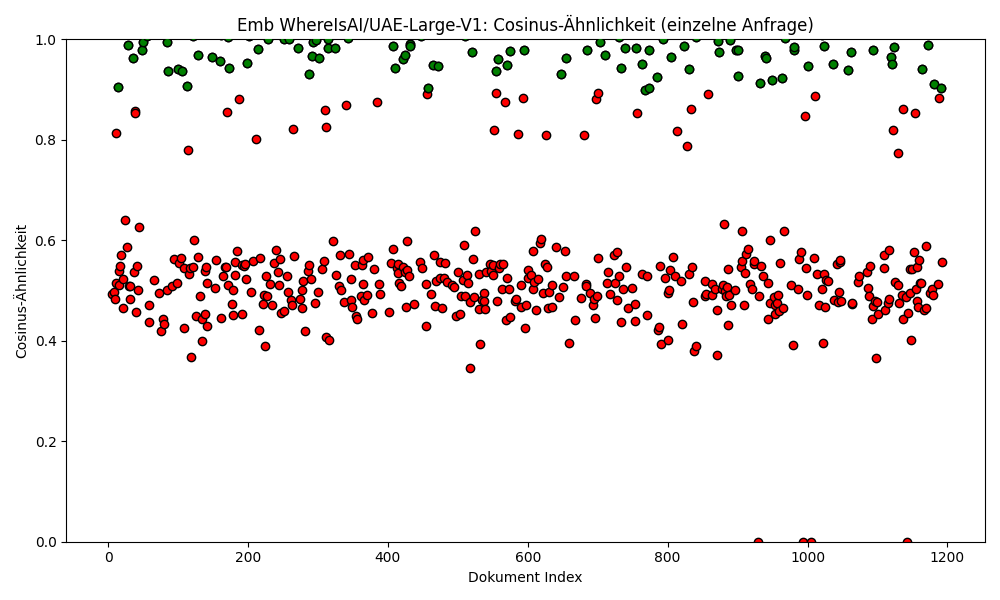 Emb WhereIsAI/UAE-Large-V1: Cosinus-Ähnlichkeit (einzelne Anfrage)
1.0
0.8
0.6
0.4
0.2
0.0
Cosinus-Ähnlichkeit
0 200 400 600 800 1000 1200
Dokument Index